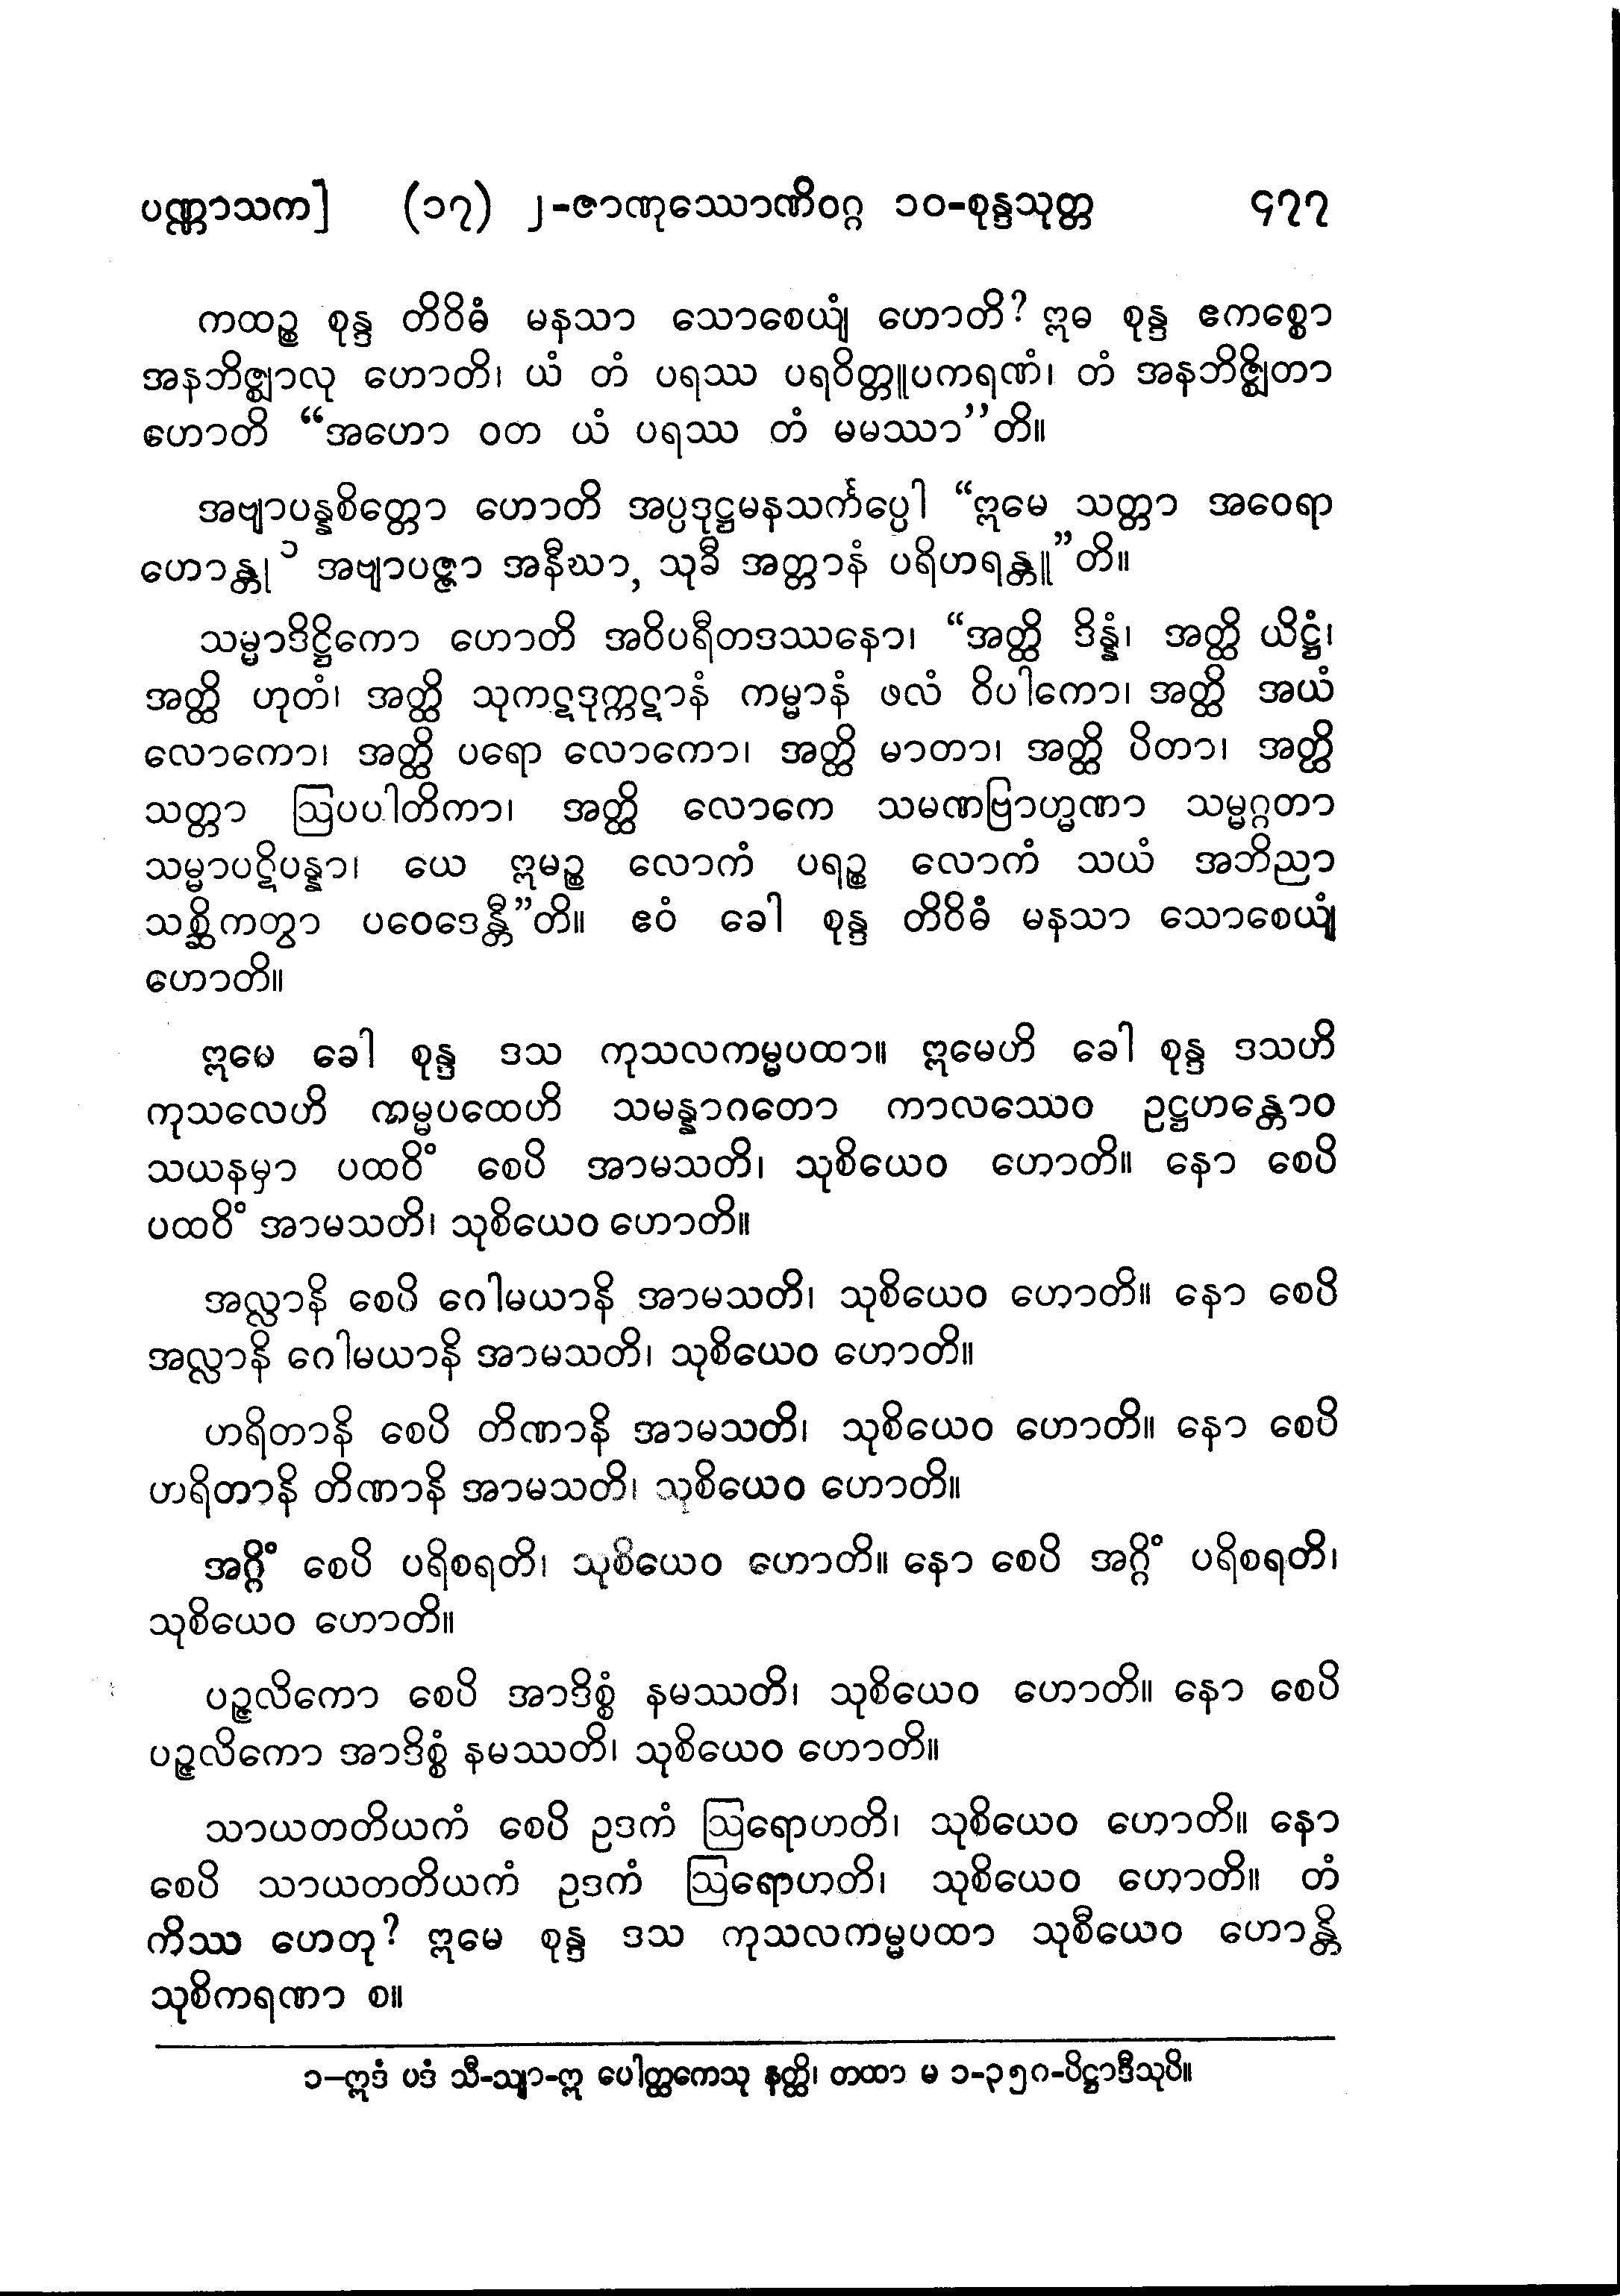 ပဏ္ဏာသက] (၁၇) ၂-ဇာဏုဿောဏိဝဂ္ဂ ၁၀-စုန္ဒသုတ္တ ၄၇၇
ကထဉ္စ စုန္ဒ တိဝိဓံ မနသာ သောစေယျံ ဟောတိ? ဣဓ စုန္ဒ ဧကစ္စော
အနဘိဇ္ဈာလု ဟောတိ၊ ယံ တံ ပရဿ ပရဝိတ္တူပကရဏံ၊ တံ အနဘိဇ္ဈိတာ
ဟောတိ “အဟော ဝတ ယံ ပရဿ တံ မမဿာ’’တိ။
အဗျာပန္နစိတ္တော ဟောတိ အပ္ပဒုဋ္ဌမနသင်္ကပ္ပေါ “ဣမေ သတ္တာ အဝေရာ
ဟောန္တု ၁ အဗျာပဇ္ဇာ အနီဃာ, သုခီ အတ္တာနံ ပရိဟရန္တူ”တိ။
သမ္မာဒိဋ္ဌိကော ဟောတိ အဝိပရီတဒဿနော၊ “အတ္ထိ ဒိန္နံ၊ အတ္ထိ ယိဋ္ဌံ၊
အတ္ထိ ဟုတံ၊ အတ္ထိ သုကဋဒုက္ကဋာနံ ကမ္မာနံ ဖလံ ဝိပါကော၊ အတ္ထိ အယံ
လောကော၊ အတ္ထိ ပရော လောကော၊ အတ္ထိ မာတာ၊ အတ္ထိ ပိတာ၊ အတ္ထိ
သတ္တာ ဩပပါတိကာ၊ အတ္ထိ လောကေ သမဏဗြာဟ္မဏာ သမ္မဂ္ဂတာ
သမ္မာပဋိပန္နာ၊ ယေ ဣမဉ္စ လောကံ ပရဉ္စ လောကံ သယံ အဘိညာ
သစ္ဆိကတွာ ပဝေဒေန္တီ”တိ။ ဧဝံ ခေါ စုန္ဒ တိဝိဓံ မနသာ သောစေယျံ
ဟောတိ။
ဣမေ ခေါ စုန္ဒ ဒသ ကုသလကမ္မပထာ။ ဣမေဟိ ခေါ စုန္ဒ ဒသဟိ
ကုသလေဟိ ကမ္မပထေဟိ သမန္နာဂတော ကာလဿေဝ ဥဋ္ဌဟန္တောဝ
သယနမှာ ပထဝိံ စေပိ အာမသတိ၊ သုစိယေဝ ဟောတိ။ နော စေပိ
ပထဝိံ အာမသတိ၊ သုစိယေဝ ဟောတိ။
အလ္လာနိ စေပိ ဂေါမယာနိ အာမသတိ၊ သုစိယေဝ ဟောတိ။ နော စေပိ
အလ္လာနိ ဂေါမယာနိ အာမသတိ၊ သုစိယေဝ ဟောတိ။
ဟရိတာနိ စေပိ တိဏာနိ အာမသတိ၊ သုစိယေဝ ဟောတိ။ နော စေပိ
ဟရိတာနိ တိဏာနိ အာမသတိ၊ သုစိယေဝ ဟောတိ။
အဂ္ဂိံ စေပိ ပရိစရတိ၊ သုစိယေဝ ဟောတိ။ နော စေပိ အဂ္ဂိံ ပရိစရတိ၊
သုစိယေဝ ဟောတိ။
ပဉ္ဇလိကော စေပိ အာဒိစ္စံ နမဿတိ၊ သုစိယေဝ ဟောတိ။ နော စေပိ
ပဉ္ဇလိကော အာဒိစ္စံ နမဿတိ၊ သုစိယေဝ ဟောတိ။
သာယတတိယကံ စေပိ ဥဒကံ ဩရောဟတိ၊ သုစိယေဝ ဟောတိ။ နော
စေပိ သာယတတိယကံ ဥဒကံ ဩရောဟတိ၊ သုစိယေဝ ဟောတိ။ တံ
ကိဿ ဟေတု? ဣမေ စုန္ဒ ဒသ ကုသလကမ္မပထာ သုစီယေဝ ဟောန္တိ
သုစိကရဏာ စ။
၁–ဣဒံ ပဒံ သီ-သျာ-ဣ ပေါတ္ထကေသု နတ္ထိ၊ တထာ မ ၁-၃၅၈-ပိဋ္ဌာဒီသုပိ။